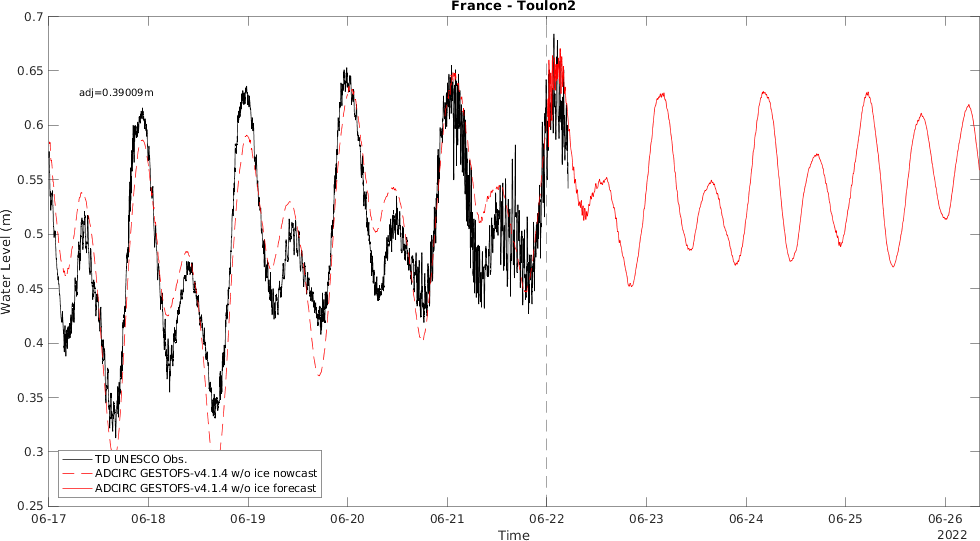 France - Toulon2
0.7
0.65
0.6
0.55
0.5
0.45
0.4
0.35
0.3
0.25
Water Level (m)
adj=0.39009m
TD UNESCO Obs.
ADCIRC GESTOFS-v4.1.4 w/o ice nowcast
ADCIRC GESTOFS-v4.1.4 w/o ice forecast
06-17 06-18 06-19 06-20 06-21 06-22 06-23 06-24 06-25 06-26
Time
2022